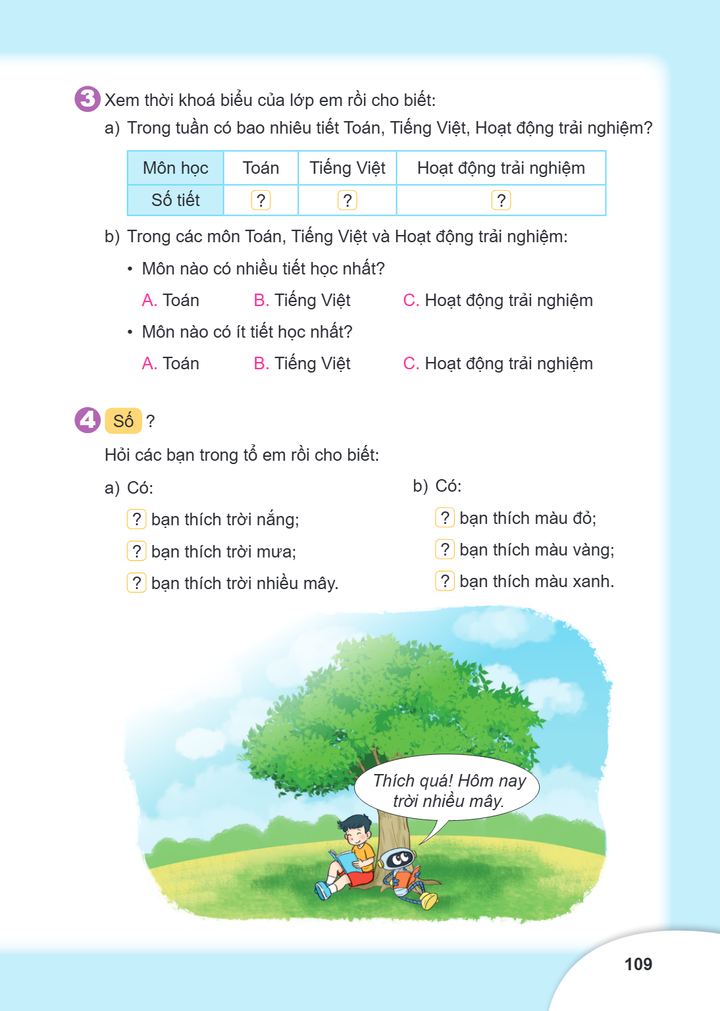 3 Xem thời khoá biểu của lớp em rồi cho biết:
a) Trong tuần có bao nhiêu tiết Toán, Tiếng Việt, Hoạt động trải nghiệm?
Môn học Toán Tiếng Việt Hoạt động trải nghiệm
Số tiết ? ? ?
b) Trong các môn Toán, Tiếng Việt và Hoạt động trải nghiệm:
• Môn nào có nhiều tiết học nhất?
A. Toán B. Tiếng Việt C. Hoạt động trải nghiệm
• Môn nào có ít tiết học nhất?
A. Toán B. Tiếng Việt C. Hoạt động trải nghiệm
4 Số ?
Hỏi các bạn trong tổ em rồi cho biết:
a) Có:
? bạn thích trời nắng;
? bạn thích trời mưa;
? bạn thích trời nhiều mây.
b) Có:
? bạn thích màu đỏ;
? bạn thích màu vàng;
? bạn thích màu xanh.
Thích quá! Hôm nay
trời nhiều mây.
109